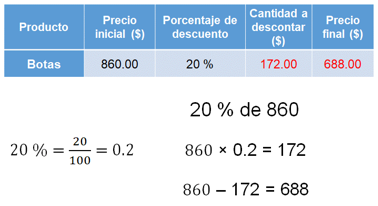 Producto Precio inicial ($) Porcentaje de descuento Cantidad a descontar ($) Precio final ($)
Botas 860.00 20 % 172.00 688.00
20 % de 860
20 % = 20/100 = 0.2
860 × 0.2 = 172
860 – 172 = 688